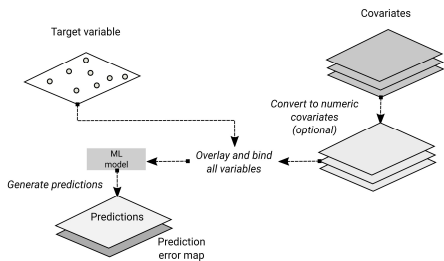 Target variable
Covariates
Convert to numeric
covariates
(optional)
Overlay and bind
all variables
ML
model
Generate predictions
Predictions
Prediction
error map